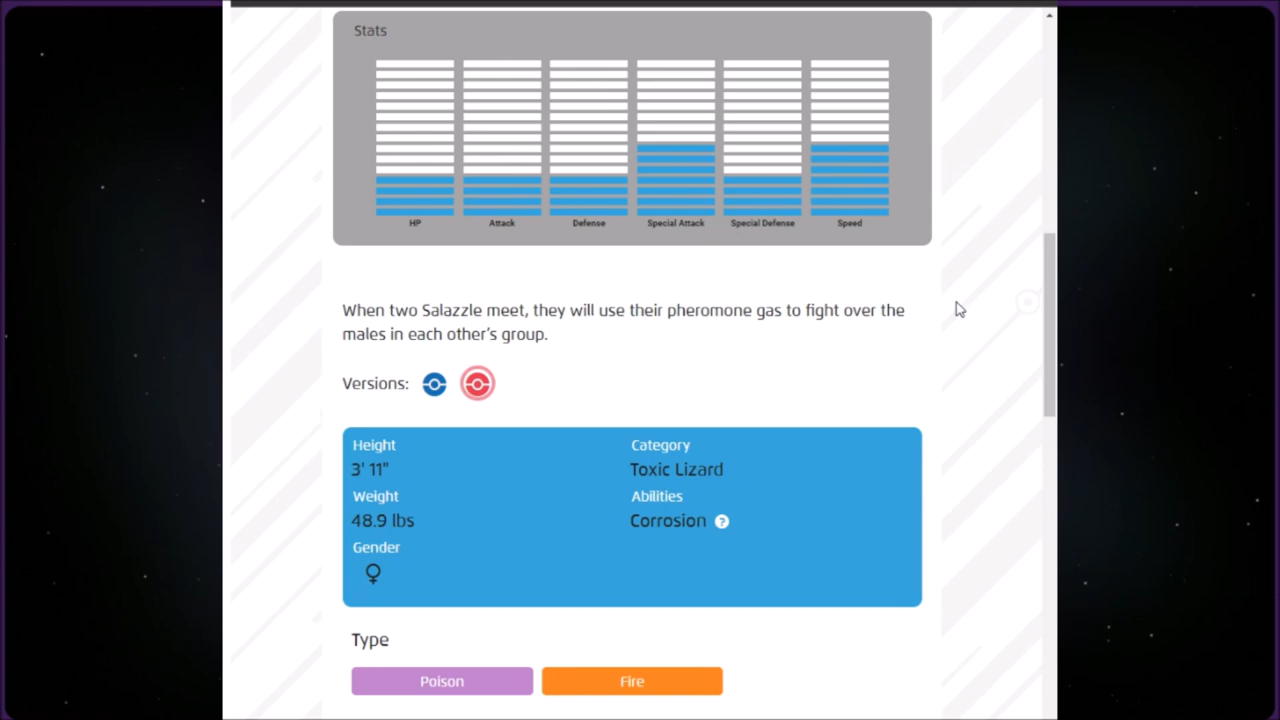 Stats
HP Attack Defense Special Attack Special Defense Speed
When two Salazzle meet, they will use their pheromone gas to fight over the
males in each other's group.
Versions:
Height Category
3' 11" Toxic Lizard
Weight Abilities
48.9 lbs Corrosion ?
Gender
♀
Type
Poison Fire